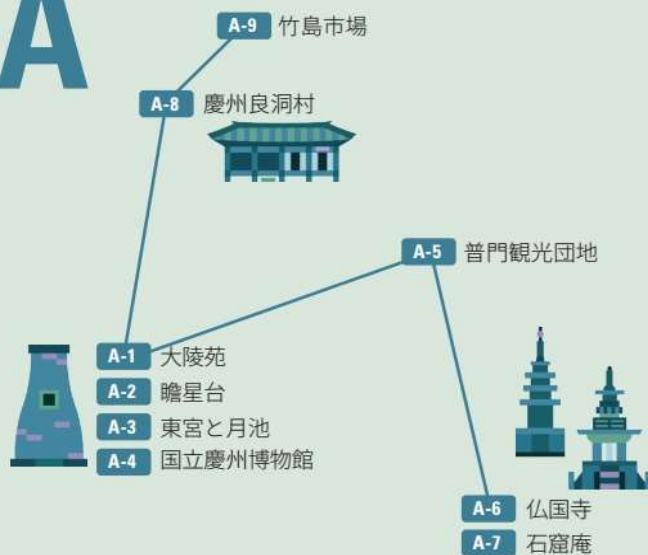 A
A-9 竹島市場
A-8 慶州良洞村
A-5 普門観光団地
A-1 大陵苑
A-2 瞻星台
A-3 東宮と月池
A-4 国立慶州博物館
A-6 仏国寺
A-7 石窟庵